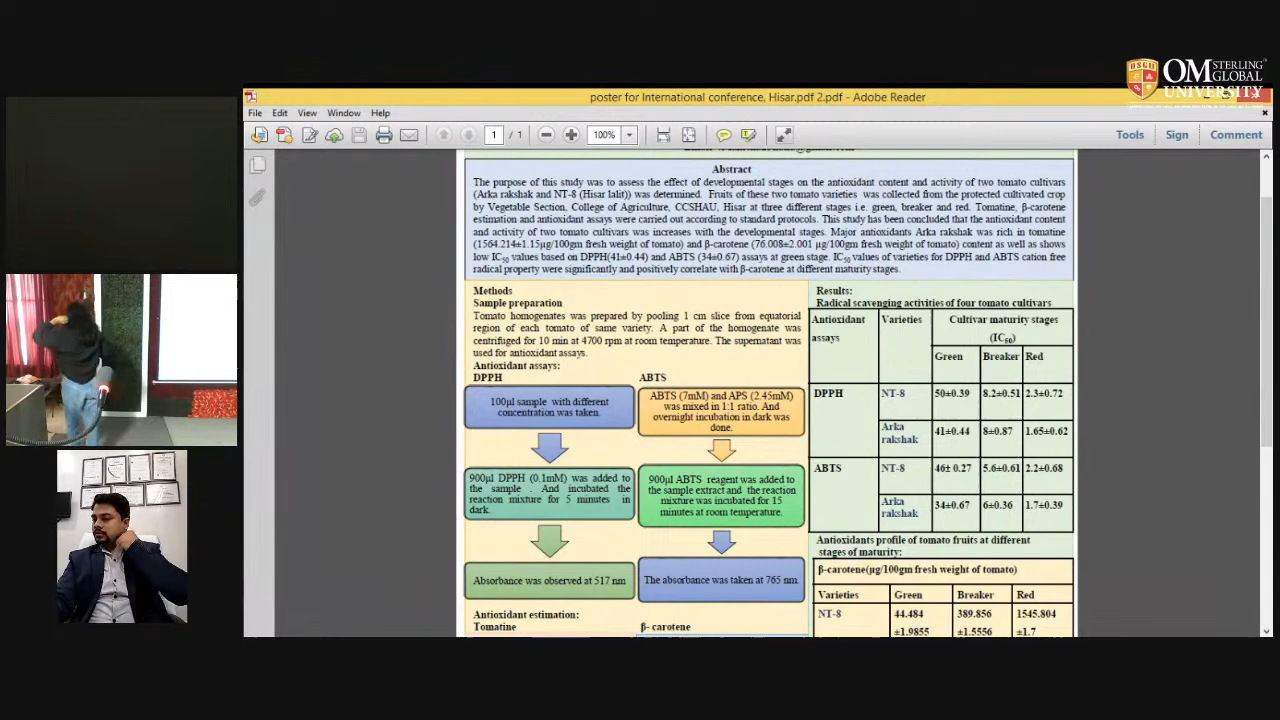 OSGU
OM STERLING GLOBAL UNIVERSITY
poster for International conference, Hisar.pdf 2.pdf - Adobe Reader
File Edit View Window Help
1 / 1 100% Tools Sign Comment
Abstract
The purpose of this study was to assess the effect of developmental stages on the antioxidant content and activity of two tomato cultivars
(Arka rakshak and NT-8 (Hisar lalit)) was determined. Fruits of these two tomato varieties was collected from the protected cultivated crop
by Vegetable Section, College of Agriculture, CCSHAU, Hisar at three different stages i.e. green, breaker and red. Tomatine, β-carotene
estimation and antioxidant assays were carried out according to standard protocols. This study has been concluded that the antioxidant content
and activity of two tomato cultivars was increases with the developmental stages. Major antioxidants Arka rakshak was rich in tomatine
(1564.214±1.15μg/100gm fresh weight of tomato) and β-carotene (76.008±2.001 μg/100gm fresh weight of tomato) content as well as shows
low IC50 values based on DPPH(41±0.44) and ABTS (34±0.67) assays at green stage. IC50 values of varieties for DPPH and ABTS cation free
radical property were significantly and positively correlate with β-carotene at different maturity stages.
Methods
Sample preparation
Tomato homogenates was prepared by pooling 1 cm slice from equatorial
region of each tomato of same variety. A part of the homogenate was
centrifuged for 10 min at 4700 rpm at room temperature. The supernatant was
used for antioxidant assays.
Antioxidant assays:
DPPH ABTS
100μl sample with different
concentration was taken.
900μl DPPH (0.1mM) was added to
the sample . And incubated the
reaction mixture for 5 minutes in
dark.
Absorbance was observed at 517 nm
ABTS (7mM) and APS (2.45mM)
was mixed in 1:1 ratio. And
overnight incubation in dark was
done.
900μl ABTS reagent was added to
the sample extract and the reaction
mixture was incubated for 15
minutes at room temperature.
The absorbance was taken at 765 nm.
Antioxidant estimation:
Tomatine β- carotene
Results:
Radical scavenging activities of four tomato cultivars
Antioxidant assays Varieties Cultivar maturity stages (IC50)
Green Breaker Red
DPPH NT-8 50±0.39 8.2±0.51 2.3±0.72
Arka rakshak 41±0.44 8±0.87 1.65±0.62
ABTS NT-8 46± 0.27 5.6±0.61 2.2±0.68
Arka rakshak 34±0.67 6±0.36 1.7±0.39
Antioxidants profile of tomato fruits at different
stages of maturity:
β-carotene(μg/100gm fresh weight of tomato)
Varieties Green Breaker Red
NT-8 44.484 389.856 1545.804
±1.9855 ±1.5556 ±1.7